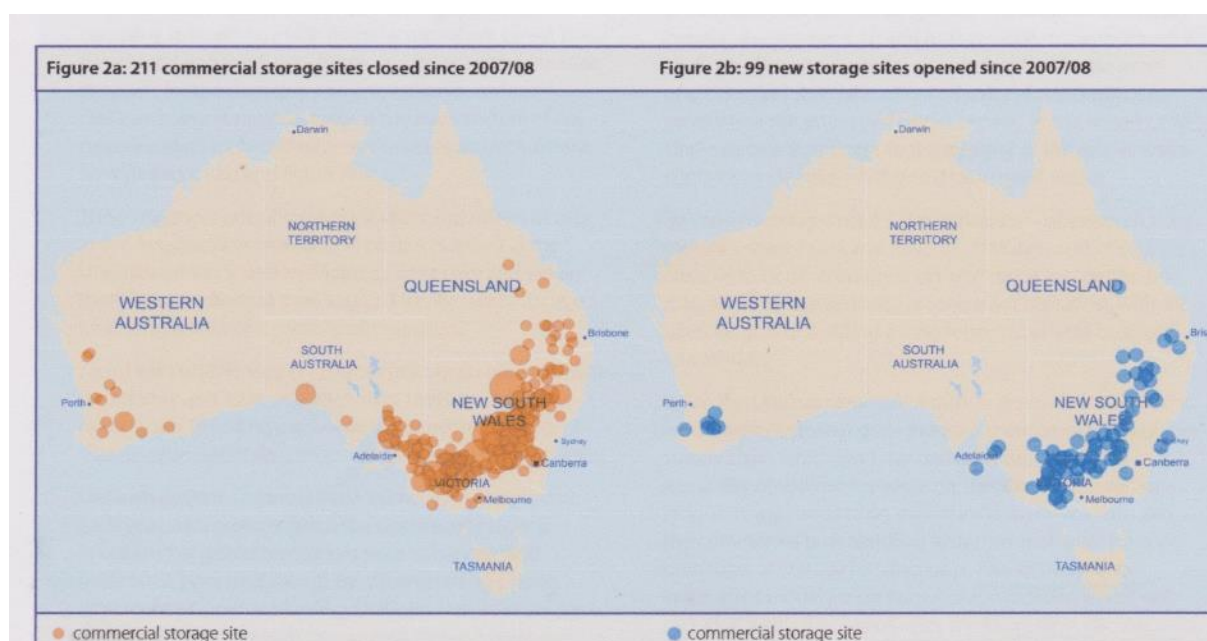 Figure 2a: 211 commercial storage sites closed since 2007/08
Darwin
NORTHERN
TERRITORY
QUEENSLAND
WESTERN
AUSTRALIA
Brisbane
SOUTH
AUSTRALIA
Perth
NEW SOUTH
WALES
Sydney
Adelaide
Canberra
VICTORIA
Melbourne
TASMANIA
commercial storage site
Figure 2b: 99 new storage sites opened since 2007/08
Darwin
NORTHERN
TERRITORY
QUEENSLAND
WESTERN
AUSTRALIA
Bris
SOUTH
AUSTRALIA
Perth
NEW SOUTH
WALES
Sydney
Adelaide
Canberra
VICTORIA
Melbourne
TASMANIA
commercial storage site